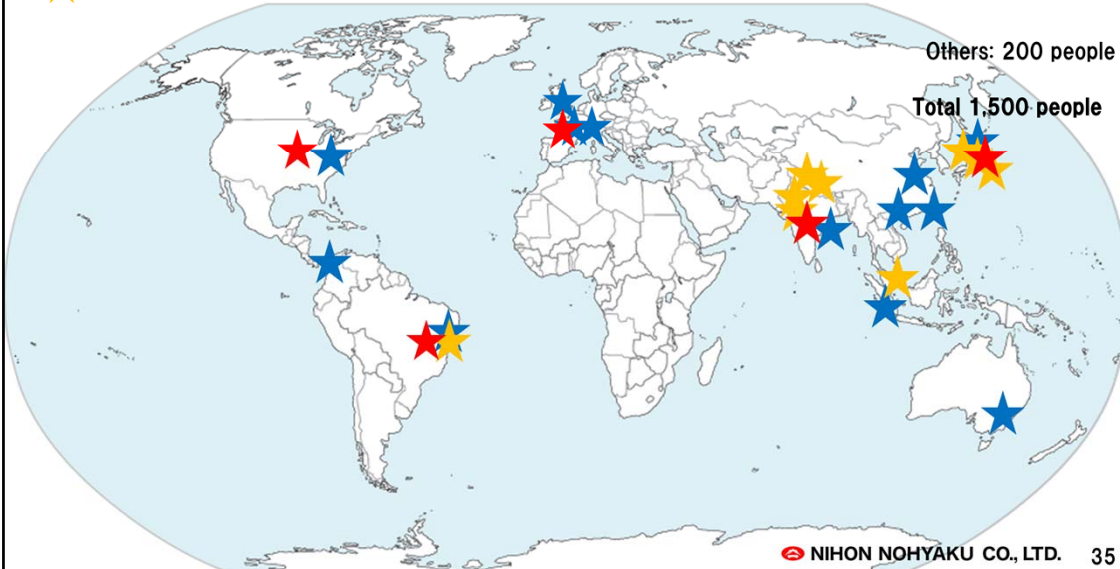 Others: 200 people
Total 1,500 people
NIHON NOHYAKU CO., LTD. 35